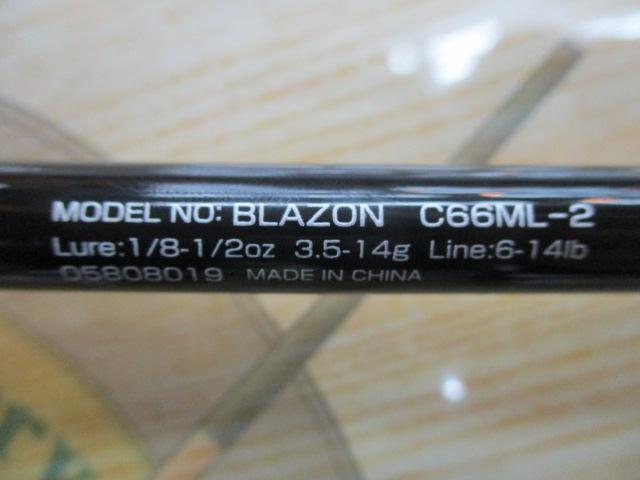 MODEL NO: BLAZON C66ML-2
Lure:1/8-1/2oz 3.5-14g Line:6-14lb
05808019 MADE IN CHINA